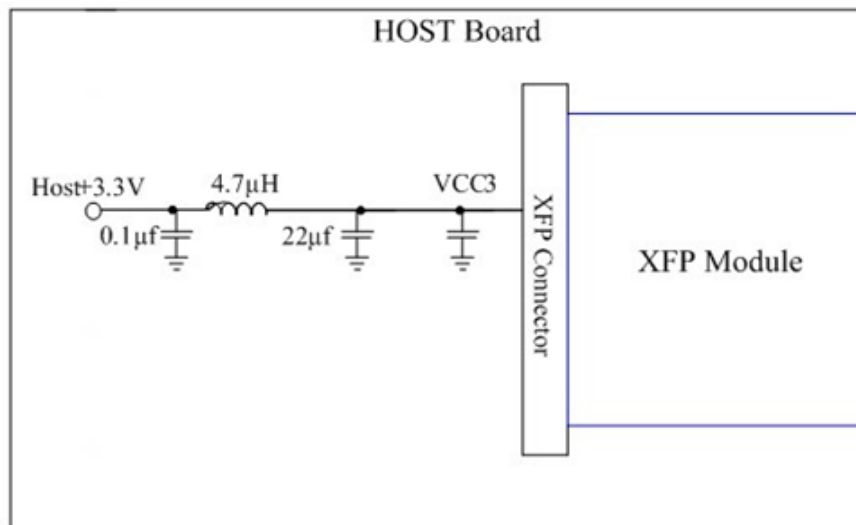 HOST Board
Host+3.3V
4.7μH
VCC3
0.1μf
22μf
XFP Connector
XFP Module